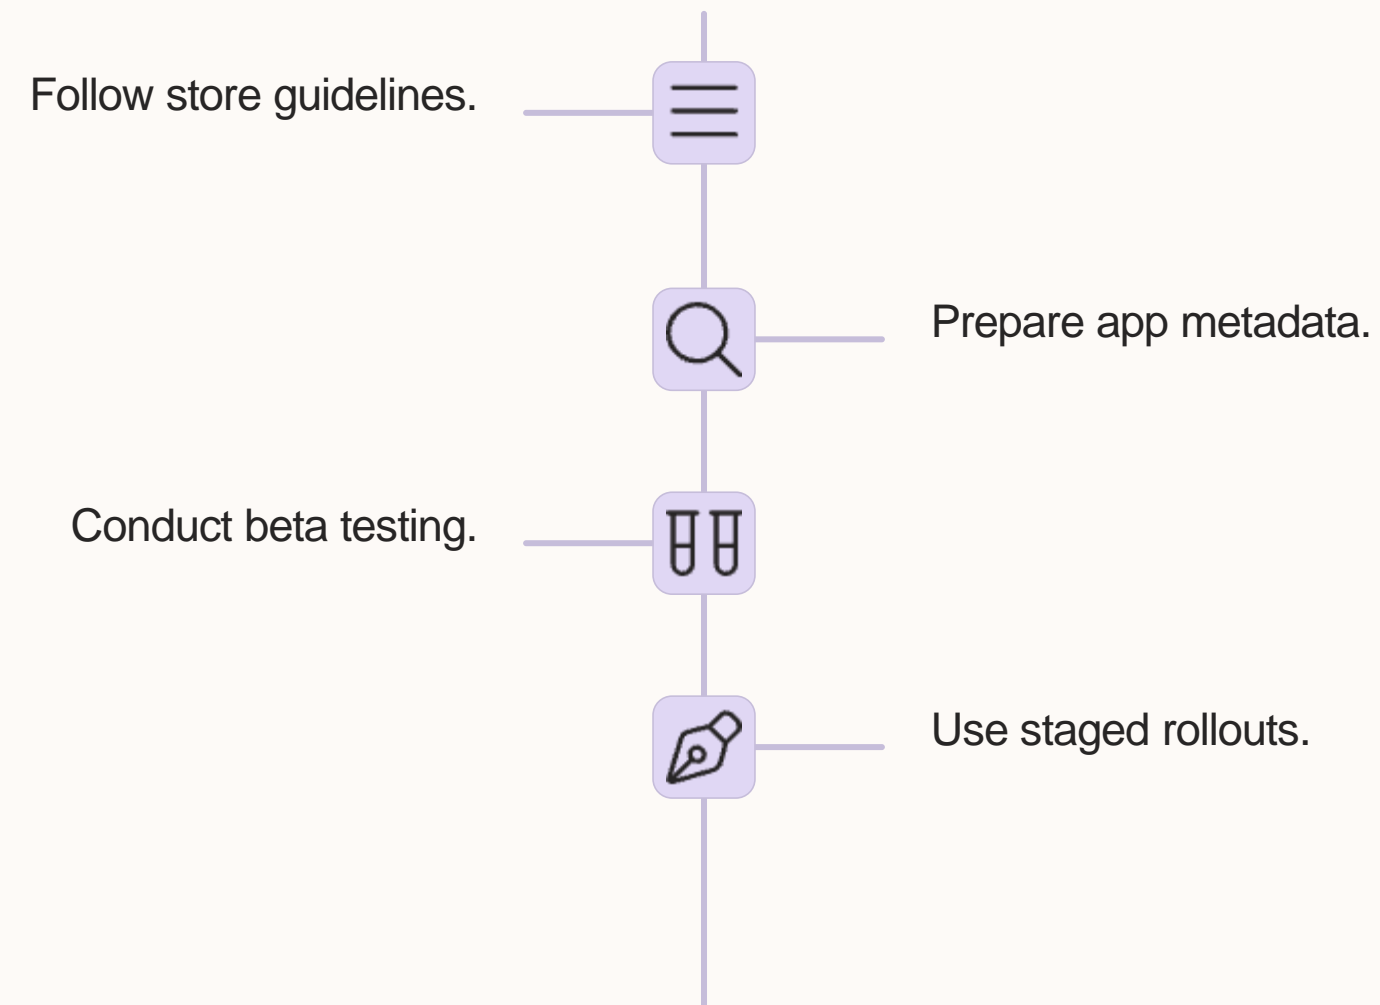 Follow store guidelines.
Prepare app metadata.
Conduct beta testing.
Use staged rollouts.